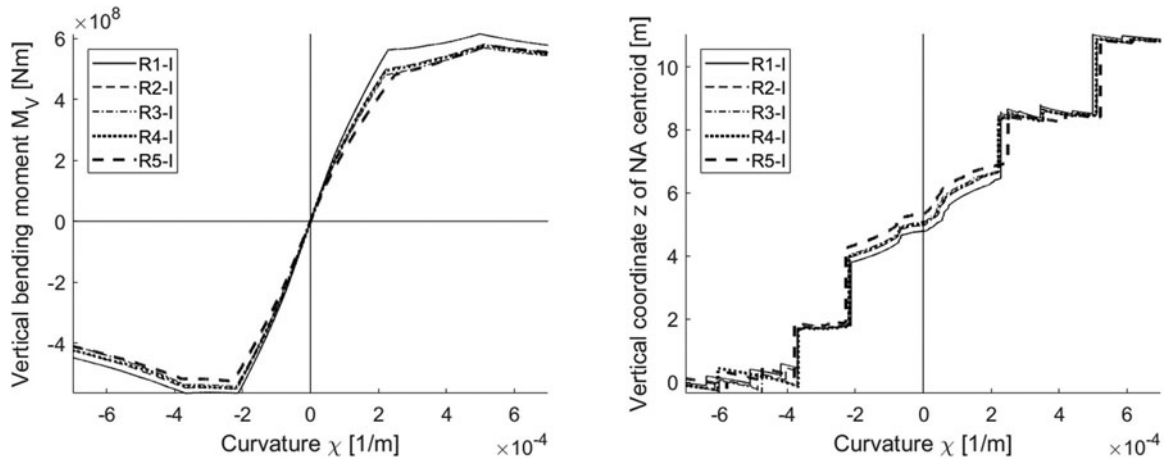 ×10⁸
6
4
2
0
-2
-4
Vertical bending moment M_V [Nm]
R1-I
R2-I
R3-I
R4-I
R5-I
-6 -4 -2 0 2 4 6
Curvature χ [1/m]
×10⁻⁴
10
8
6
4
2
0
Vertical coordinate z of NA centroid [m]
R1-I
R2-I
R3-I
R4-I
R5-I
-6 -4 -2 0 2 4 6
Curvature χ [1/m]
×10⁻⁴